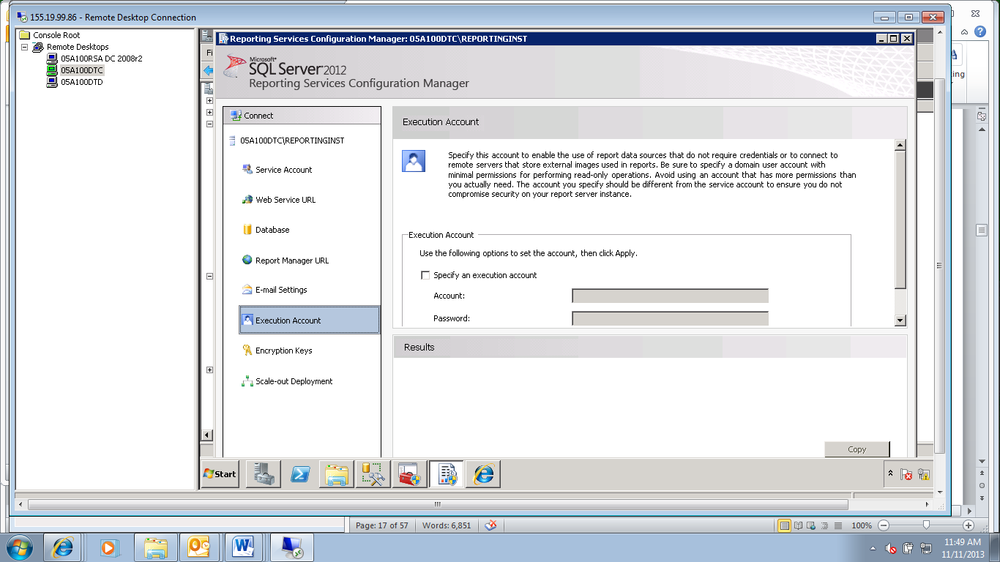 155.19.99.86 - Remote Desktop Connection
Console Root
Remote Desktops
05A100RSA DC 2008r2
05A100DTC
05A100DTD
Reporting Services Configuration Manager: 05A100DTC\REPORTINGINST
Fi
Microsoft®
SQL Server 2012
Reporting Services Configuration Manager
ting
Connect
05A100DTC\REPORTINGINST
Service Account
Web Service URL
Database
Report Manager URL
E-mail Settings
Execution Account
Encryption Keys
Scale-out Deployment
Execution Account
Specify this account to enable the use of report data sources that do not require credentials or to connect to
remote servers that store external images used in reports. Be sure to specify a domain user account with
minimal permissions for performing read-only operations. Avoid using an account that has more permissions than
you actually need. The account you specify should be different from the service account to ensure you do not
compromise security on your report server instance.
Execution Account
Use the following options to set the account, then click Apply.
Specify an execution account
Account:
Password:
Results
Copy
Start
Page: 17 of 57
Words: 6,851
100%
11:49 AM
11/11/2013